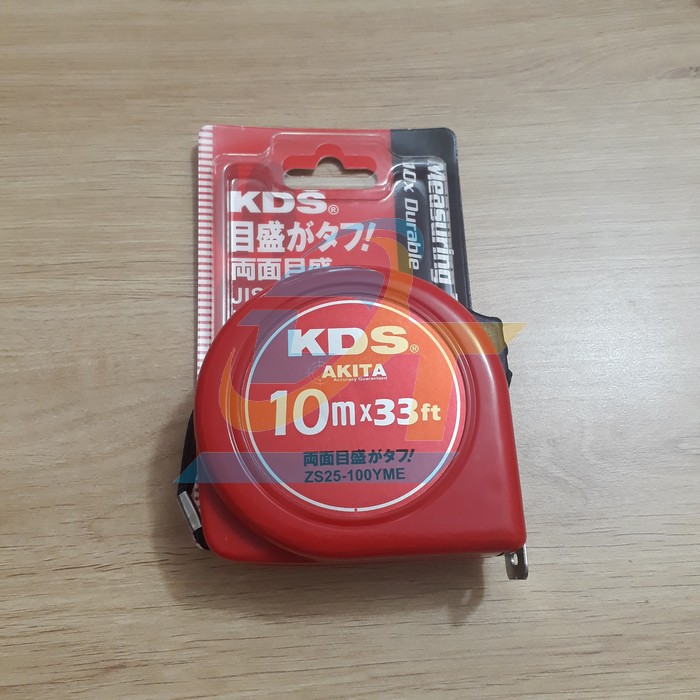 KDS®
目盛がタフ!
両面目盛
JIS
Measuring
10x Durable
KDS®
AKITA
Accuracy Guaranteed
10m x 33ft
両面目盛がタフ!
ZS25-100YME